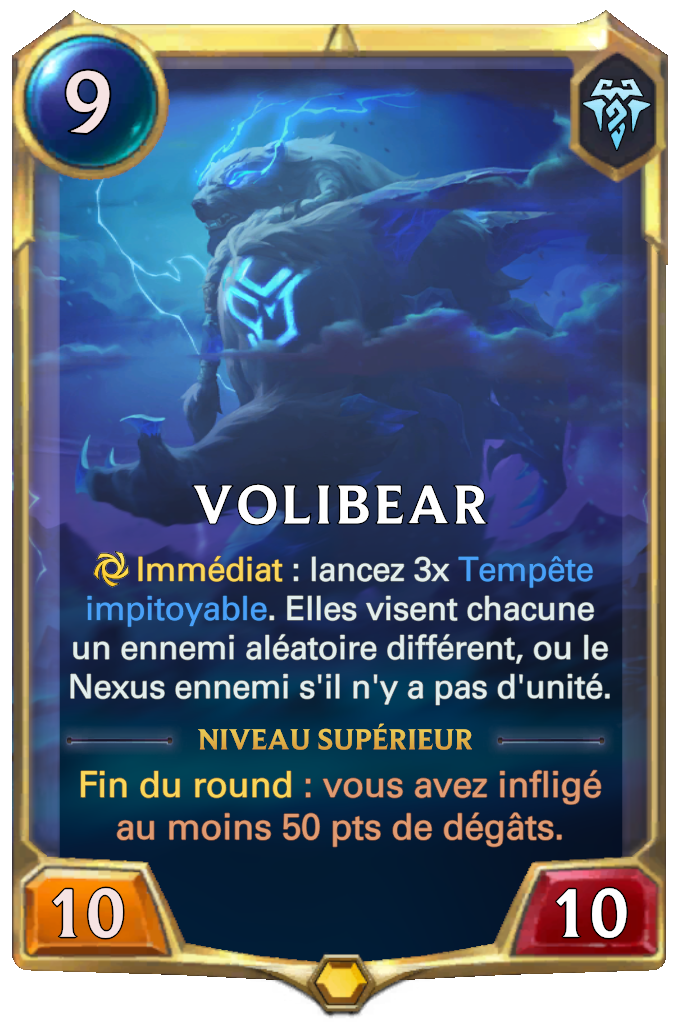 9
VOLIBEAR
Immédiat : lancez 3x Tempête
impitoyable. Elles visent chacune
un ennemi aléatoire différent, ou le
Nexus ennemi s'il n'y a pas d'unité.
NIVEAU SUPÉRIEUR
Fin du round : vous avez infligé
au moins 50 pts de dégâts.
10
10